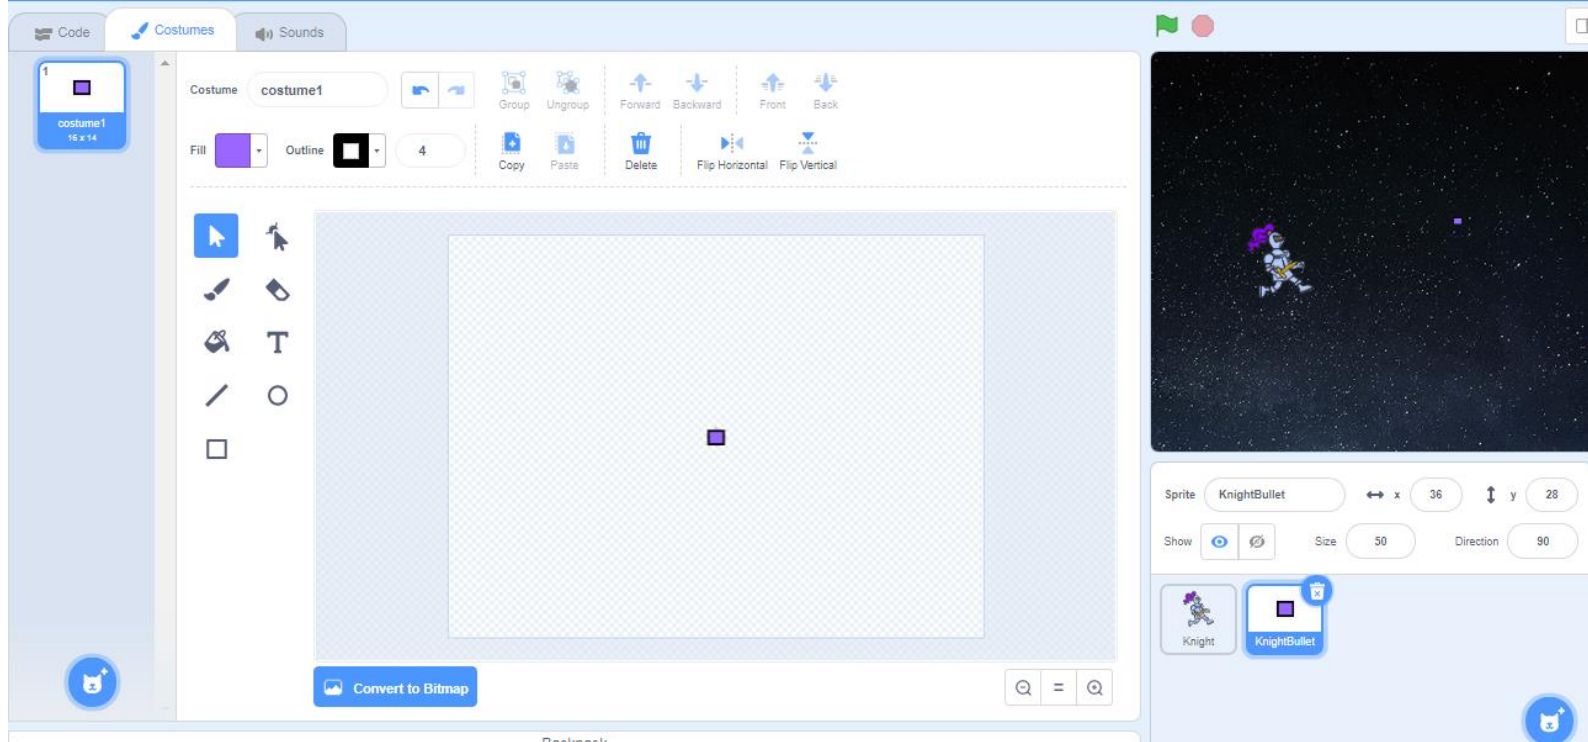 Code
Costumes
Sounds
1
costume1
16 x 14
Costume costume1
Group Ungroup Forward Backward Front Back
Fill Outline 4
Copy Paste Delete Flip Horizontal Flip Vertical
T
Convert to Bitmap
=
Backpack
Sprite KnightBullet x 36 y 28
Show Size 50 Direction 90
Knight KnightBullet